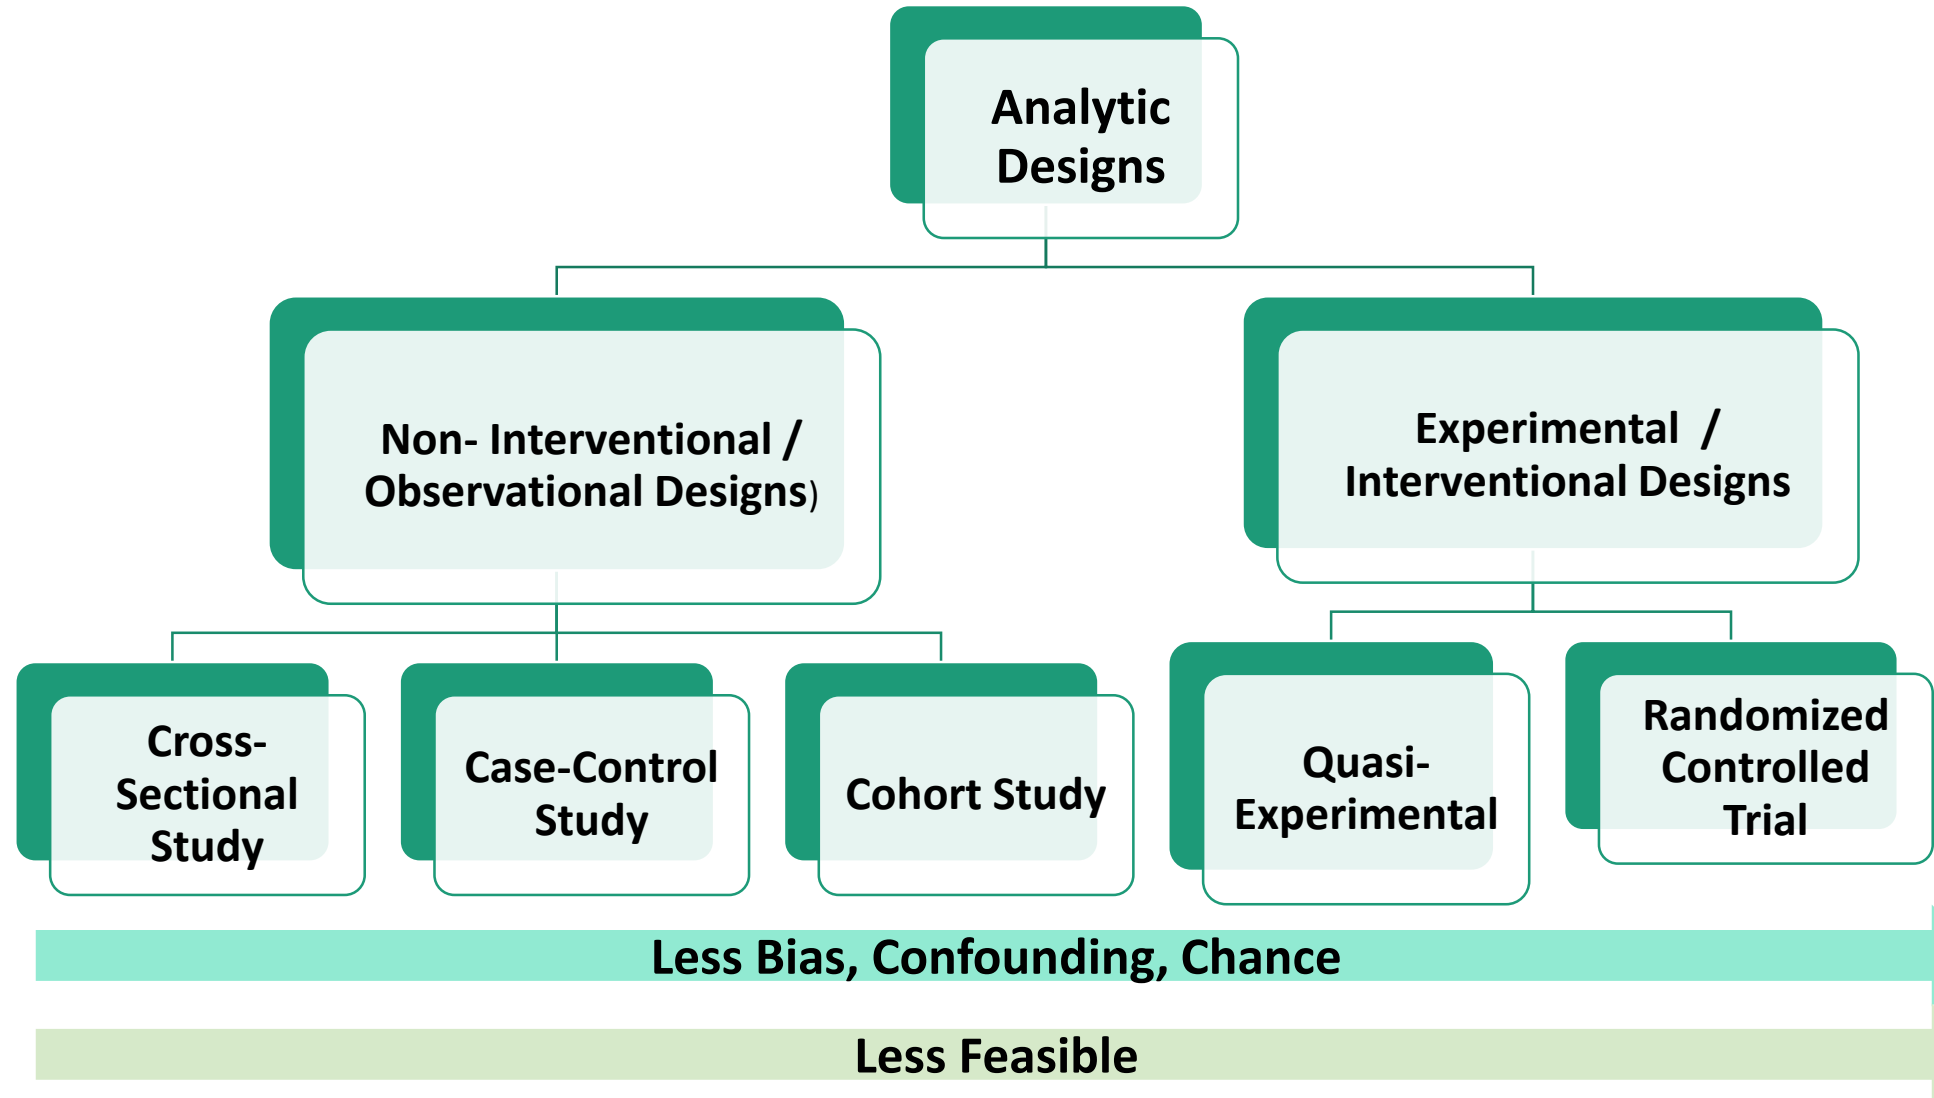 Analytic
Designs
Non- Interventional /
Observational Designs)
Experimental  /
Interventional Designs
Cross-
Sectional
Study
Case-Control
Study
Cohort Study
Quasi-
Experimental
Randomized
Controlled
Trial
Less Bias, Confounding, Chance
Less Feasible